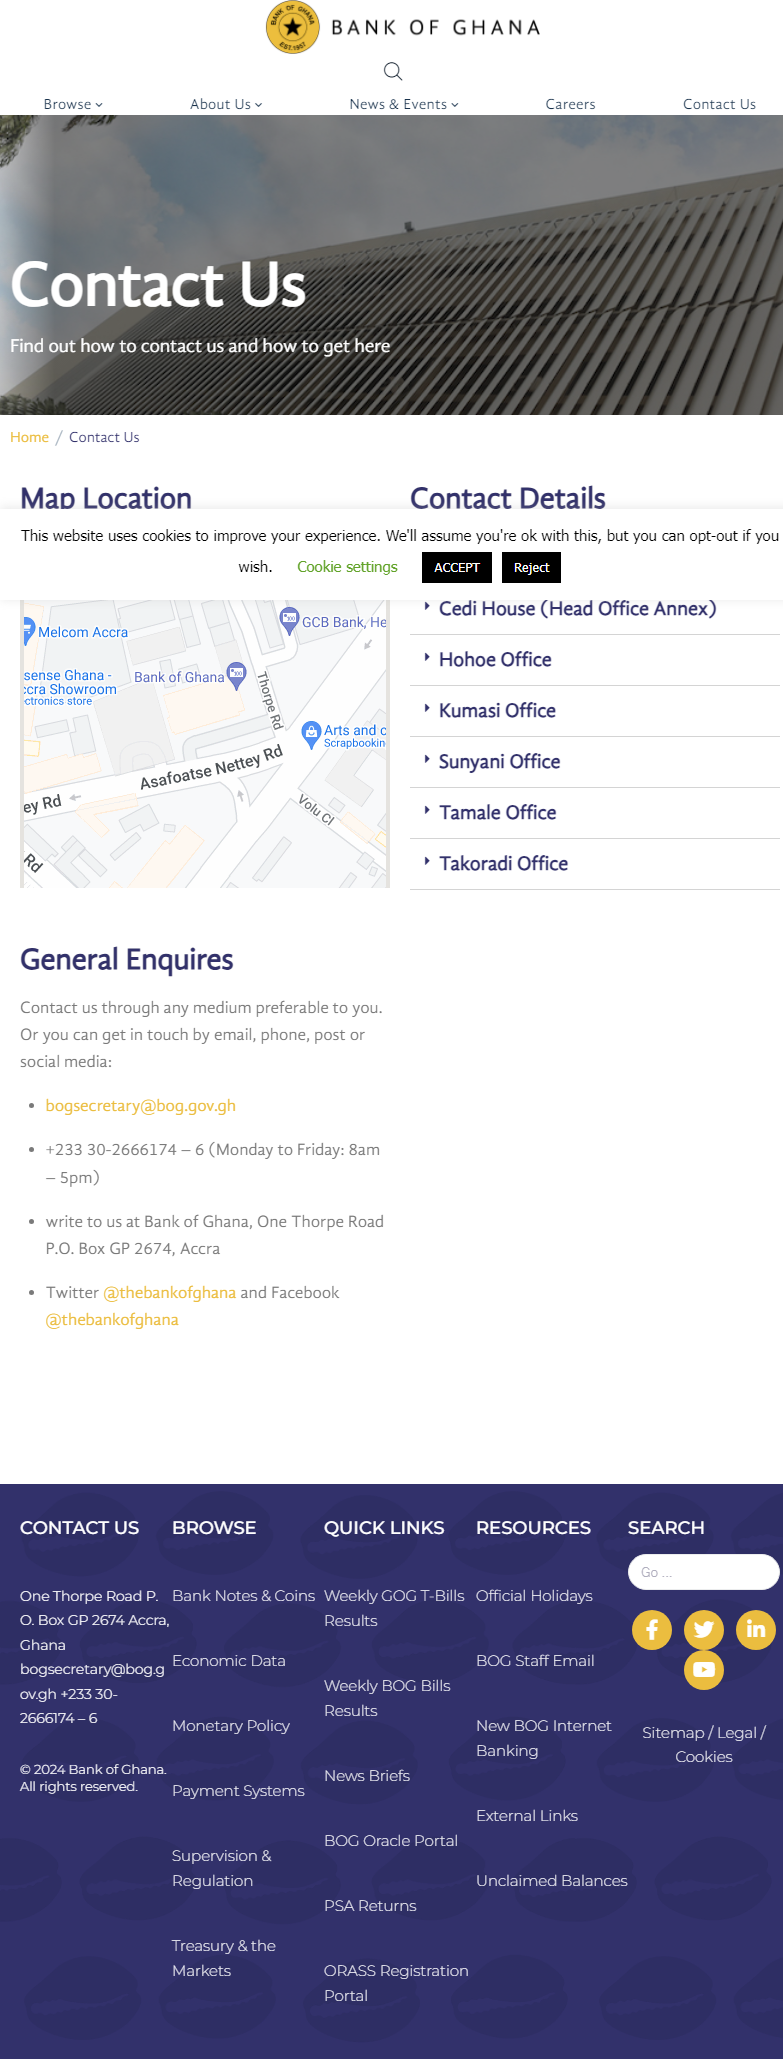 BANK OF GHANA
EST. 1957
BANK OF GHANA
Browse
About Us
News & Events
Careers
Contact Us
Contact Us
Find out how to contact us and how to get here
Home / Contact Us
Map Location
Contact Details
This website uses cookies to improve your experience. We'll assume you're ok with this, but you can opt-out if you
wish. Cookie settings ACCEPT Reject
Melcom Accra
GCB Bank, He
sense Ghana -
ccra Showroom
ctronics store
Bank of Ghana
Thorpe Rd
Arts and c
Scrapbooking
Asafoatse Nettey Rd
ey Rd
Volu Cl
Rd
Cedi House (Head Office Annex)
Hohoe Office
Kumasi Office
Sunyani Office
Tamale Office
Takoradi Office
General Enquires
Contact us through any medium preferable to you.
Or you can get in touch by email, phone, post or
social media:
bogsecretary@bog.gov.gh
+233 30-2666174 – 6 (Monday to Friday: 8am
– 5pm)
write to us at Bank of Ghana, One Thorpe Road
P.O. Box GP 2674, Accra
Twitter @thebankofghana and Facebook
@thebankofghana
CONTACT US
One Thorpe Road P.
O. Box GP 2674 Accra,
Ghana
bogsecretary@bog.g
ov.gh +233 30-
2666174 – 6
© 2024 Bank of Ghana.
All rights reserved.
BROWSE
Bank Notes & Coins
Economic Data
Monetary Policy
Payment Systems
Supervision &
Regulation
Treasury & the
Markets
QUICK LINKS
Weekly GOG T-Bills
Results
Weekly BOG Bills
Results
News Briefs
BOG Oracle Portal
PSA Returns
ORASS Registration
Portal
RESOURCES
Official Holidays
BOG Staff Email
New BOG Internet
Banking
External Links
Unclaimed Balances
SEARCH
Go ...
Sitemap / Legal /
Cookies